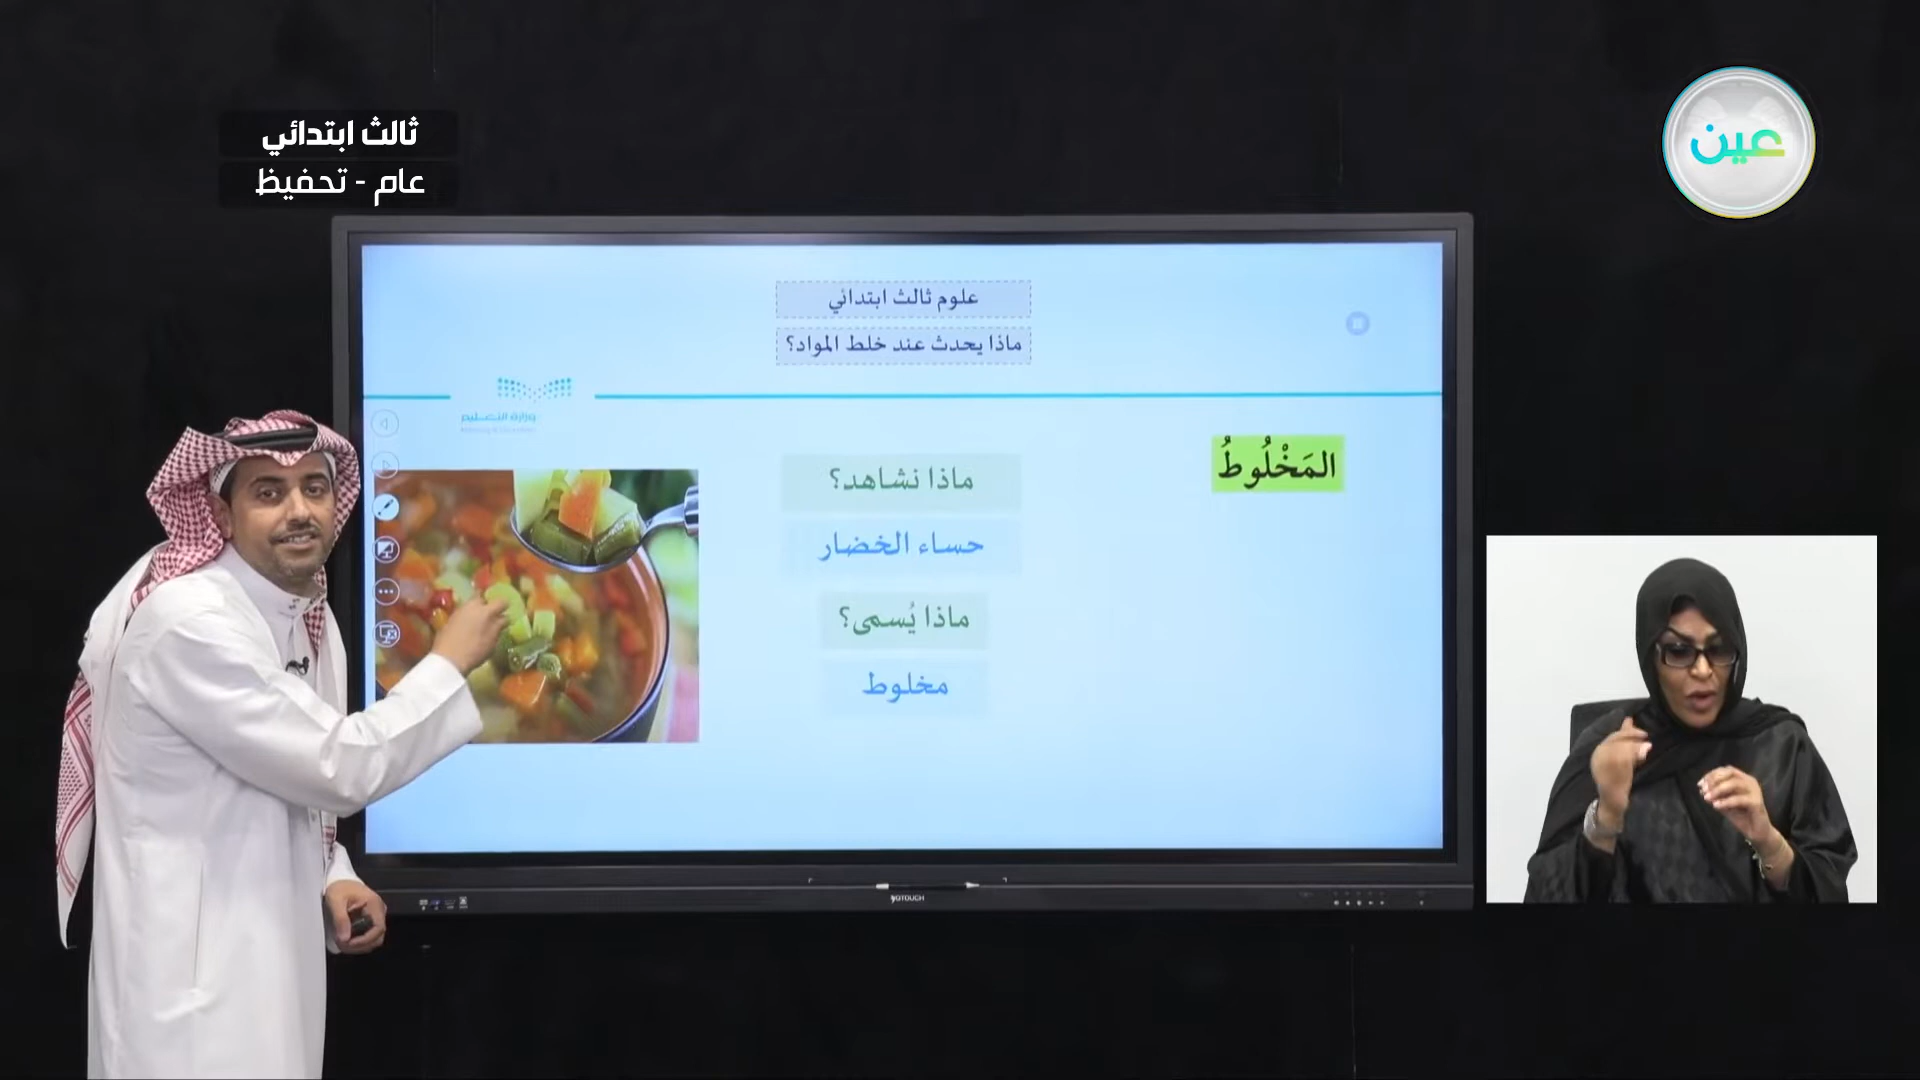 ثالث ابتدائي
عام - تحفيظ
عين
علوم ثالث ابتدائي
ماذا يحدث عند خلط المواد؟
وزارة التعليم
المَخْلُوطُ
ماذا نشاهد؟
حساء الخضار
ماذا يُسمى؟
مخلوط